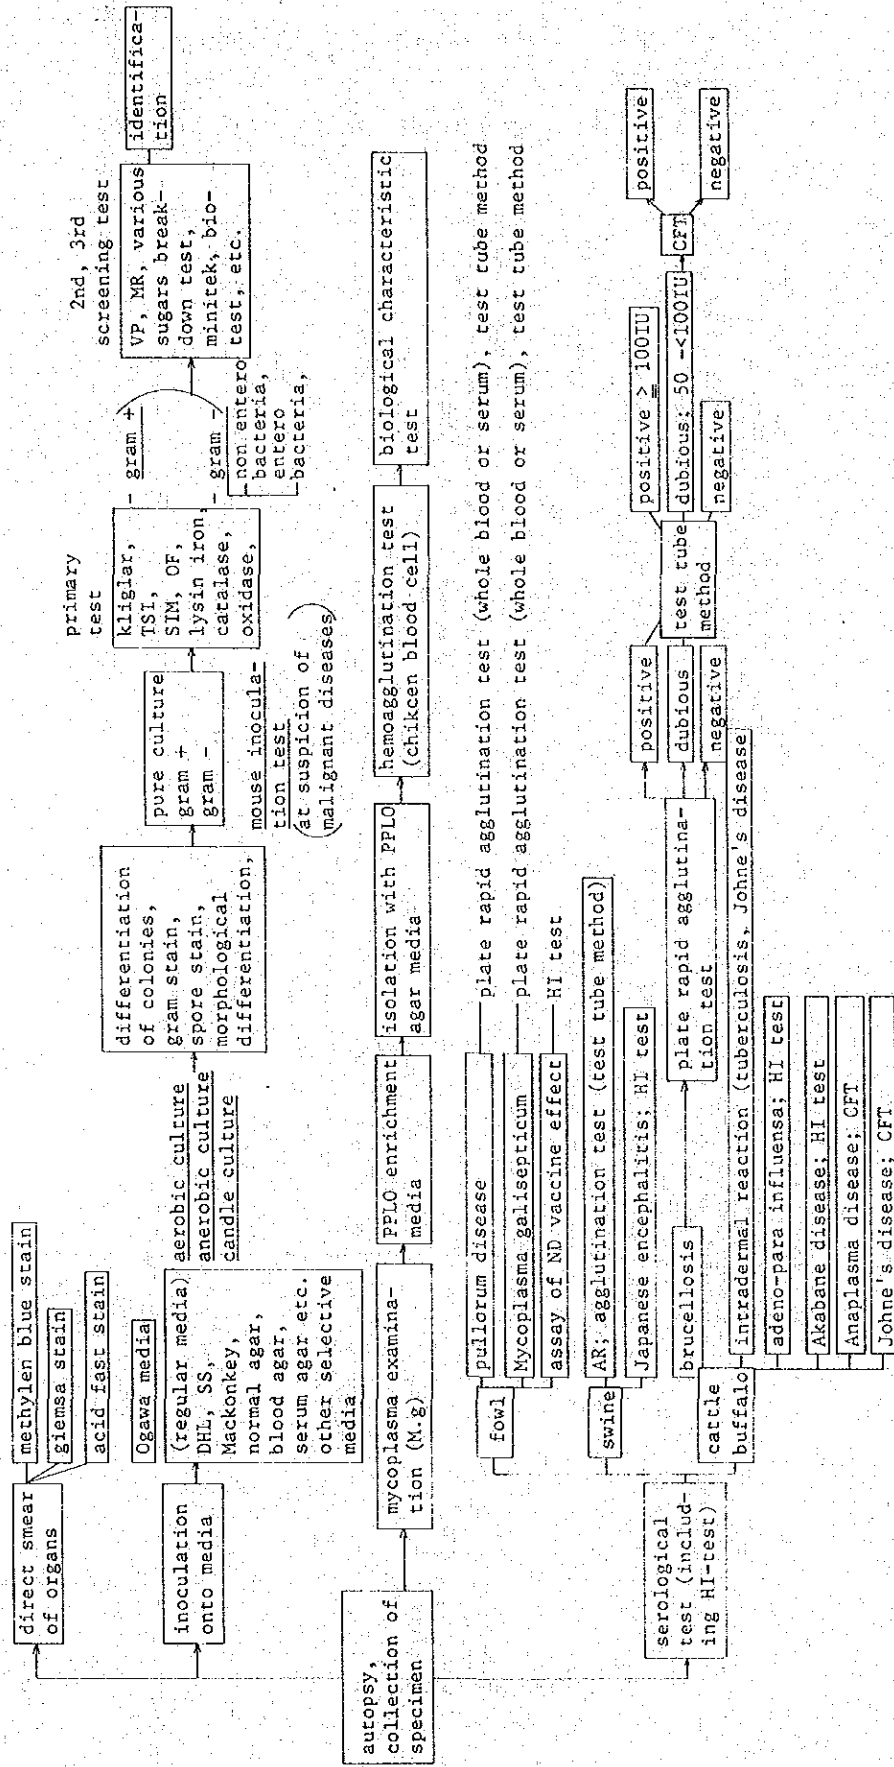 autopsy,
collection of
specimen
direct smear
of organs
methylen blue stain
giemsa stain
acid fast stain
inoculation
onto media
Ogawa media
(regular media)
DHL, SS,
Mackonkey,
normal agar,
blood agar,
serum agar etc.
other selective
media
aerobic culture
anerobic culture
candle culture
differentiation
of colonies,
gram stain,
spore stain,
morphological
differentiation,
pure culture
gram +
gram -
mouse inocula-
tion test
(at suspicion of
malignant diseases)
primary
test
kliglar,
TSI,
SIM, OF,
lysin iron,
catalase,
oxidase,
gram +
gram -
non entero
bacteria,
entero
bacteria,
2nd, 3rd
screening test
VP, MR, various
sugars break-
down test,
minitek, bio-
test, etc.
identifica-
tion
mycoplasma examina-
tion (M.g)
PPLO enrichment
media
isolation with PPLO
agar media
hemoagglutination test
(chikcen blood cell)
biological characteristic
test
serological
test (includ-
ing HI-test)
fowl
pullorum disease
plate rapid agglutination test (whole blood or serum), test tube method
Mycoplasma galisepticum
plate rapid agglutination test (whole blood or serum), test tube method
assay of ND vaccine effect
HI test
swine
AR; agglutination test (test tube method)
Japanese encephalitis; HI test
cattle
buffalo
brucellosis
plate rapid agglutina-
tion test
positive
dubious
negative
test tube
method
positive ≧ 100IU
dubious; 50 -<100IU
negative
CFT
positive
negative
intradermal reaction (tuberculosis, Johne's disease
adeno-para influensa; HI test
Akabane disease; HI test
Anaplasma disease; CFT
Johne's disease; CFT